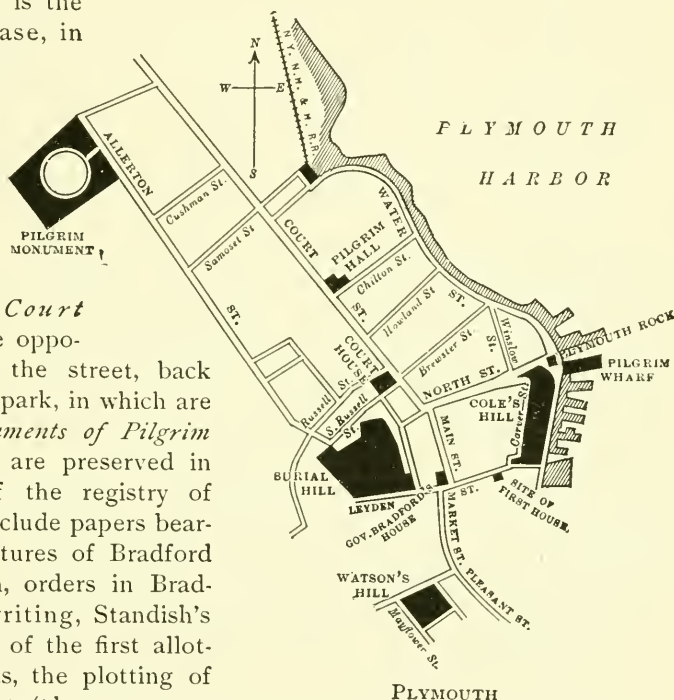 is the
ase, in
Court
e oppo-
the street, back
park, in which are
uments of Pilgrim
are preserved in
f the registry of
clude papers bear-
tures of Bradford
, orders in Brad-
riting, Standish's
of the first allot-
s, the plotting of
N
W
E
S
N.Y. N.H. & H. R.R.
PLYMOUTH
HARBOR
ALLERTON
ST.
PILGRIM
MONUMENT
Cushman St.
Samoset St.
COURT
ST.
WATER
ST.
PILGRIM
HALL
Chilton St.
Howland St
Brewster St.
Winslow
St.
PLYMOUTH ROCK
PILGRIM
WHARF
COURT
HOUSE
NORTH ST.
Russell St.
S. Russell
St.
COLE'S
HILL
Carver St.
MAIN ST.
BURIAL
HILL
LEYDEN
ST.
GOV. BRADFORD'S
HOUSE
SITE OF
FIRST HOUSE.
MARKET ST.
PLEASANT ST.
WATSON'S
HILL
Mayflower St.
PLYMOUTH